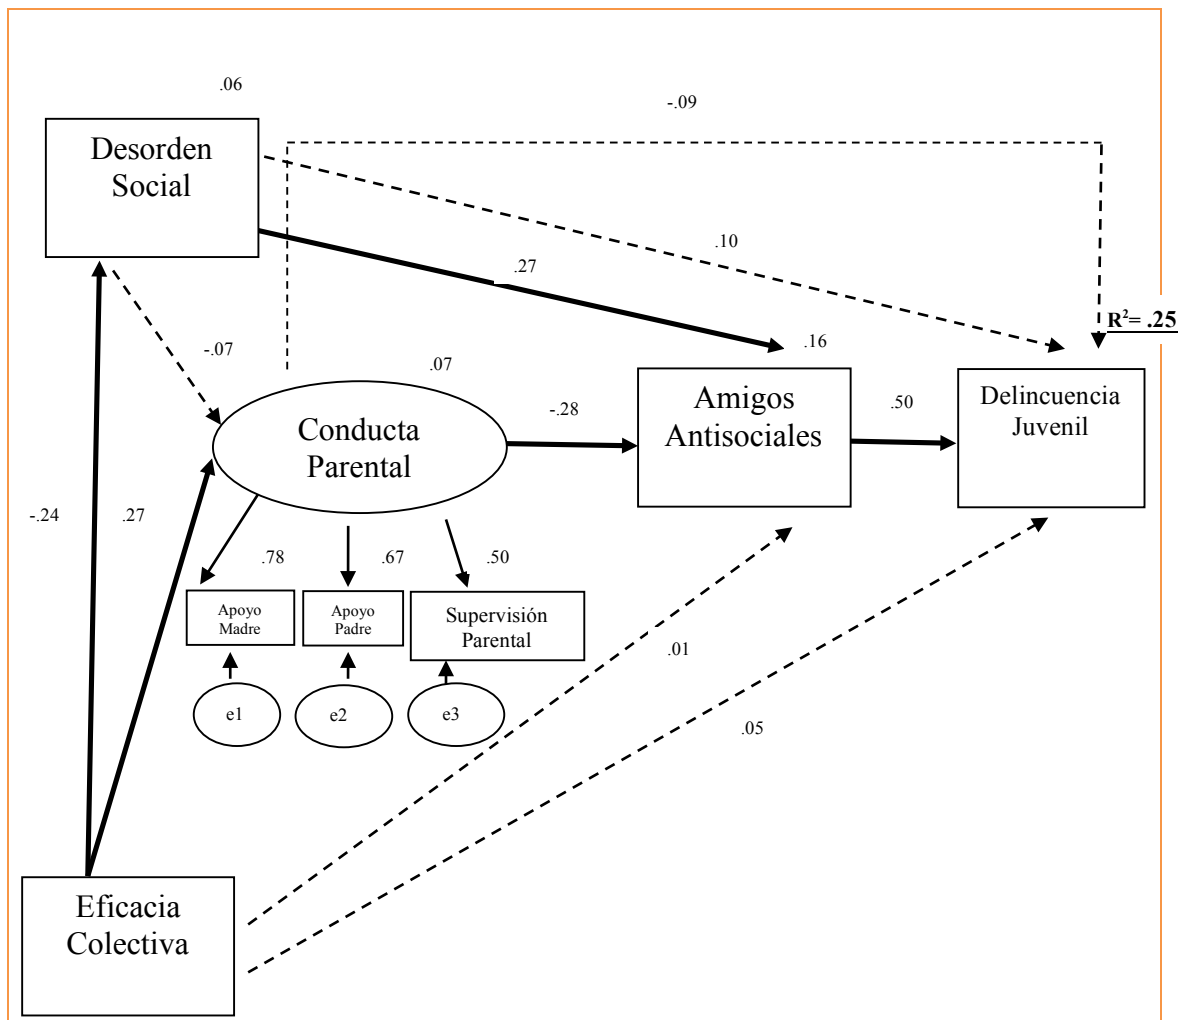 .06
-.09
Desorden
Social
.10
.27
R²= .25
-.07
.07
.16
Conducta
Parental
-.28
Amigos
Antisociales
.50
Delincuencia
Juvenil
-.24
.27
.78
.67
.50
Apoyo
Madre
Apoyo
Padre
Supervisión
Parental
.01
e1
e2
e3
.05
Eficacia
Colectiva